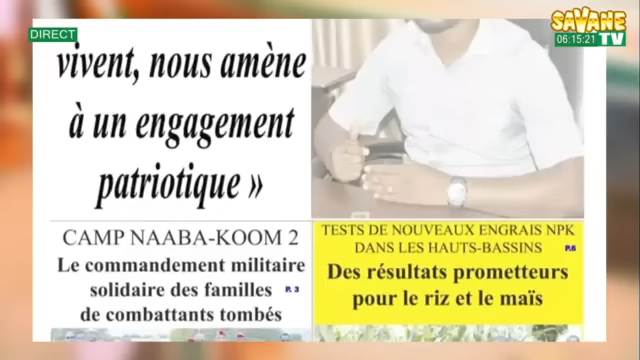 DIRECT
SAVANE
TV
06:15:21
vivent, nous amène
à un engagement
patriotique »
CAMP NAABA-KOOM 2
Le commandement militaire
solidaire des familles P. 3
de combattants tombés
TESTS DE NOUVEAUX ENGRAIS NPK
DANS LES HAUTS-BASSINS P.6
Des résultats prometteurs
pour le riz et le maïs